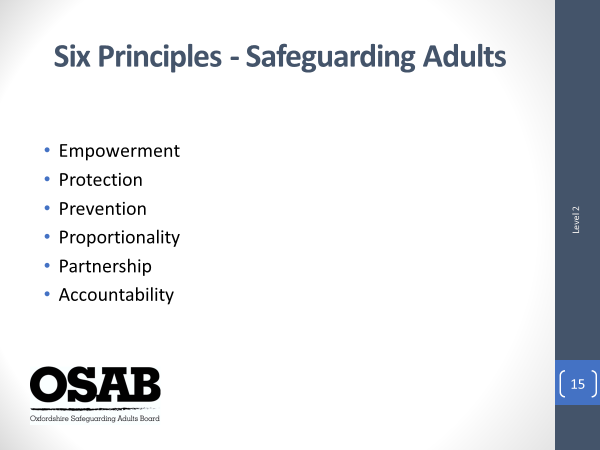 Six Principles - Safeguarding Adults
• Empowerment
• Protection
• Prevention
• Proportionality
• Partnership
• Accountability
Level 2
15
OSAB
Oxfordshire Safeguarding Adults Board